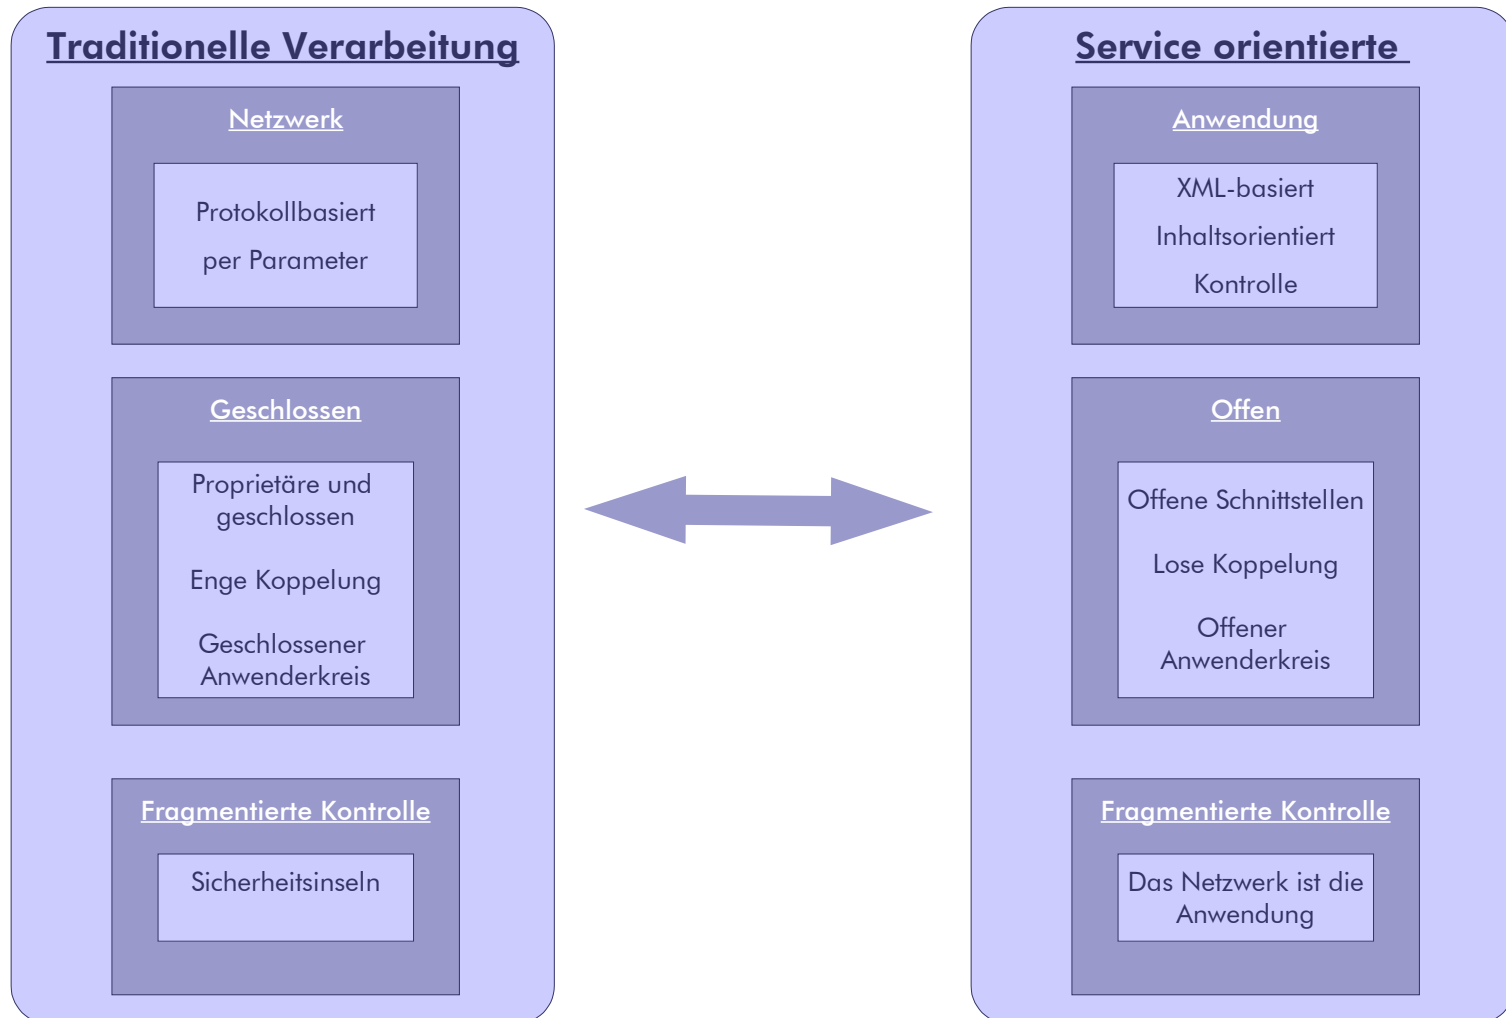 Traditionelle Verarbeitung
Netzwerk
Protokollbasiert
per Parameter
Geschlossen
Proprietäre und
geschlossen
Enge Koppelung
Geschlossener
Anwenderkreis
Fragmentierte Kontrolle
Sicherheitsinseln
Service orientierte
Anwendung
XML-basiert
Inhaltsorientiert
Kontrolle
Offen
Offene Schnittstellen
Lose Koppelung
Offener
Anwenderkreis
Fragmentierte Kontrolle
Das Netzwerk ist die
Anwendung